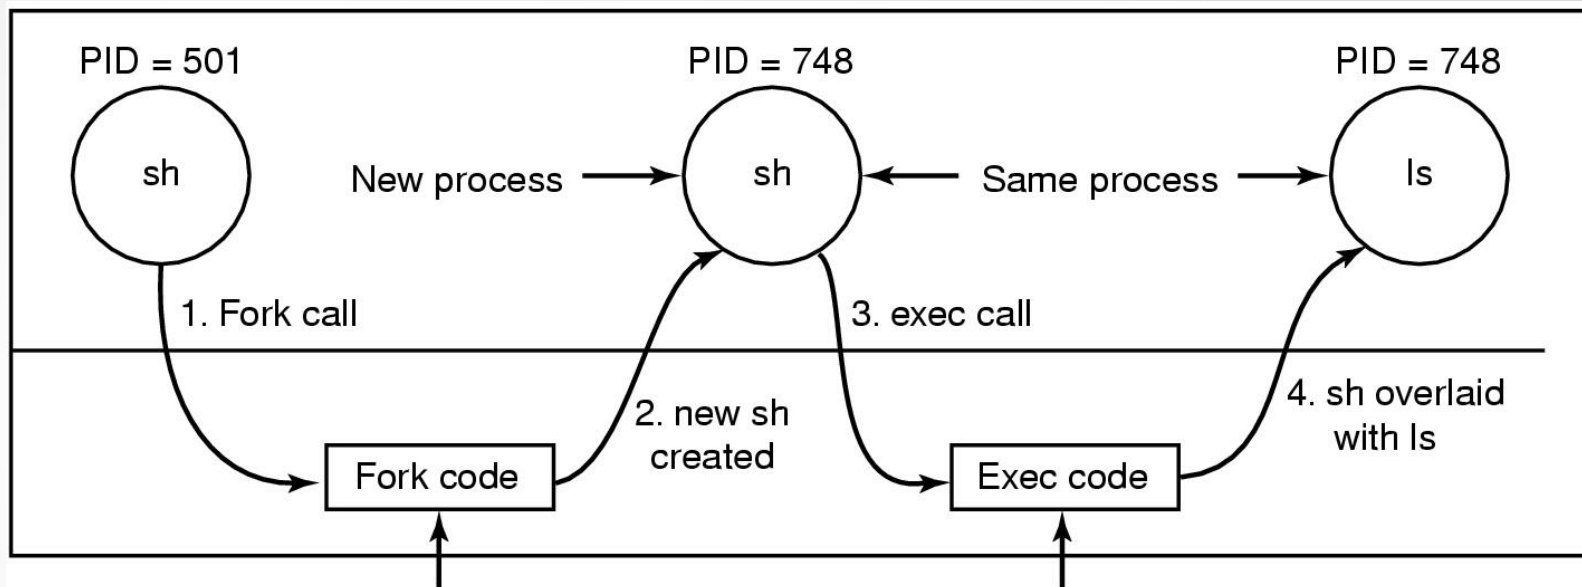 PID = 501
PID = 748
PID = 748
sh
New process
sh
Same process
ls
1. Fork call
3. exec call
2. new sh
created
4. sh overlaid
with ls
Fork code
Exec code